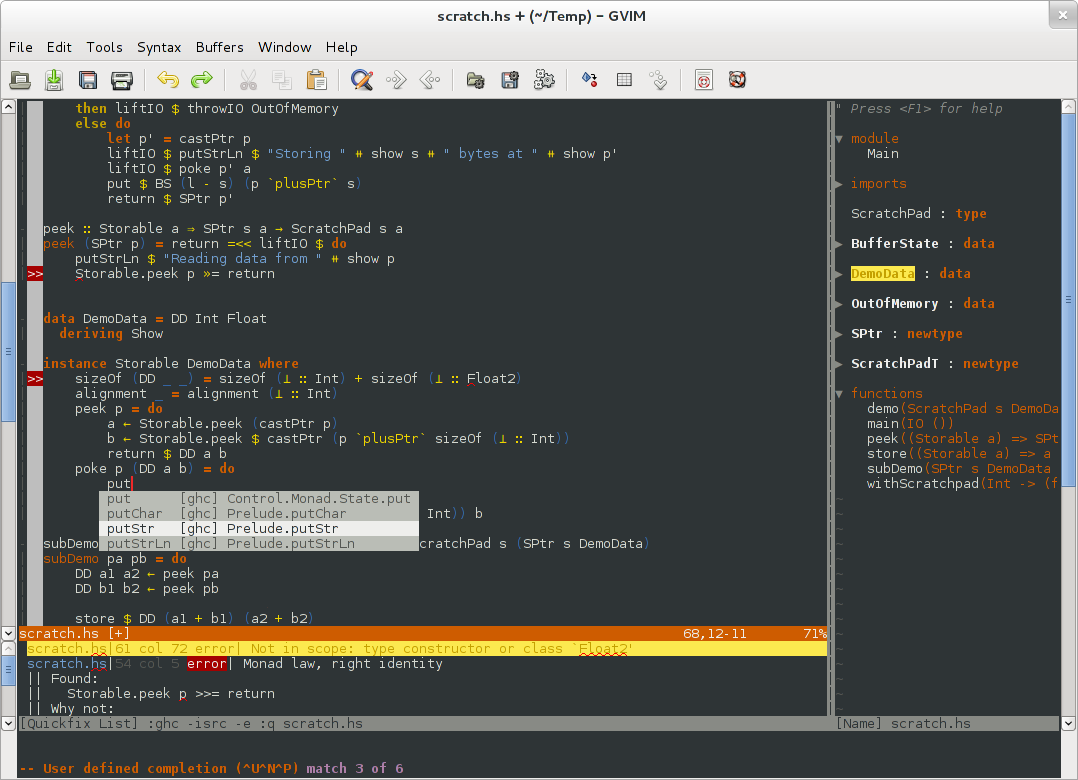 scratch.hs + (~/Temp) – GVIM
File Edit Tools Syntax Buffers Window Help
then liftIO $ throwIO OutOfMemory
else do
let p' = castPtr p
liftIO $ putStrLn $ "Storing " ⧺ show s ⧺ " bytes at " ⧺ show p'
liftIO $ poke p' a
put $ BS (l - s) (p `plusPtr` s)
return $ SPtr p'
peek :: Storable a ⇒ SPtr s a → ScratchPad s a
peek (SPtr p) = return =<< liftIO $ do
putStrLn $ "Reading data from " ⧺ show p
>> Storable.peek p »= return
data DemoData = DD Int Float
deriving Show
instance Storable DemoData where
>> sizeOf (DD _ _) = sizeOf (⊥ :: Int) + sizeOf (⊥ :: Float2)
alignment _ = alignment (⊥ :: Int)
peek p = do
a ← Storable.peek (castPtr p)
b ← Storable.peek $ castPtr (p `plusPtr` sizeOf (⊥ :: Int))
return $ DD a b
poke p (DD a b) = do
put
put [ghc] Control.Monad.State.put
putChar [ghc] Prelude.putChar Int)) b
putStr [ghc] Prelude.putStr
subDemo putStrLn [ghc] Prelude.putStrLn cratchPad s (SPtr s DemoData)
subDemo pa pb = do
DD a1 a2 ← peek pa
DD b1 b2 ← peek pb
store $ DD (a1 + b1) (a2 + b2)
scratch.hs [+] 68,12-11 71%
scratch.hs|61 col 72 error| Not in scope: type constructor or class `Float2'
scratch.hs|54 col 5 error| Monad law, right identity
|| Found:
|| Storable.peek p >>= return
|| Why not:
[Quickfix List] :ghc -isrc -e :q scratch.hs
" Press <F1> for help
▼ module
Main
▶ imports
ScratchPad : type
▶ BufferState : data
▶ DemoData : data
▶ OutOfMemory : data
▶ SPtr : newtype
▶ ScratchPadT : newtype
▼ functions
demo(ScratchPad s DemoDa
main(IO ())
peek((Storable a) => SPt
store((Storable a) => a
subDemo(SPtr s DemoData
withScratchpad(Int -> (f
[Name] scratch.hs
-- User defined completion (^U^N^P) match 3 of 6